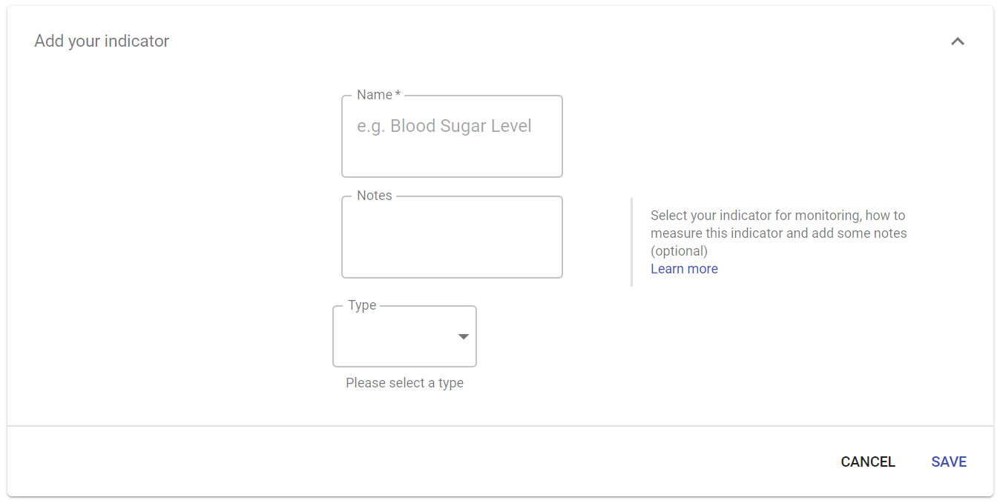 Add your indicator
Name *
e.g. Blood Sugar Level
Notes
Select your indicator for monitoring, how to
measure this indicator and add some notes
(optional)
Learn more
Type
Please select a type
CANCEL SAVE